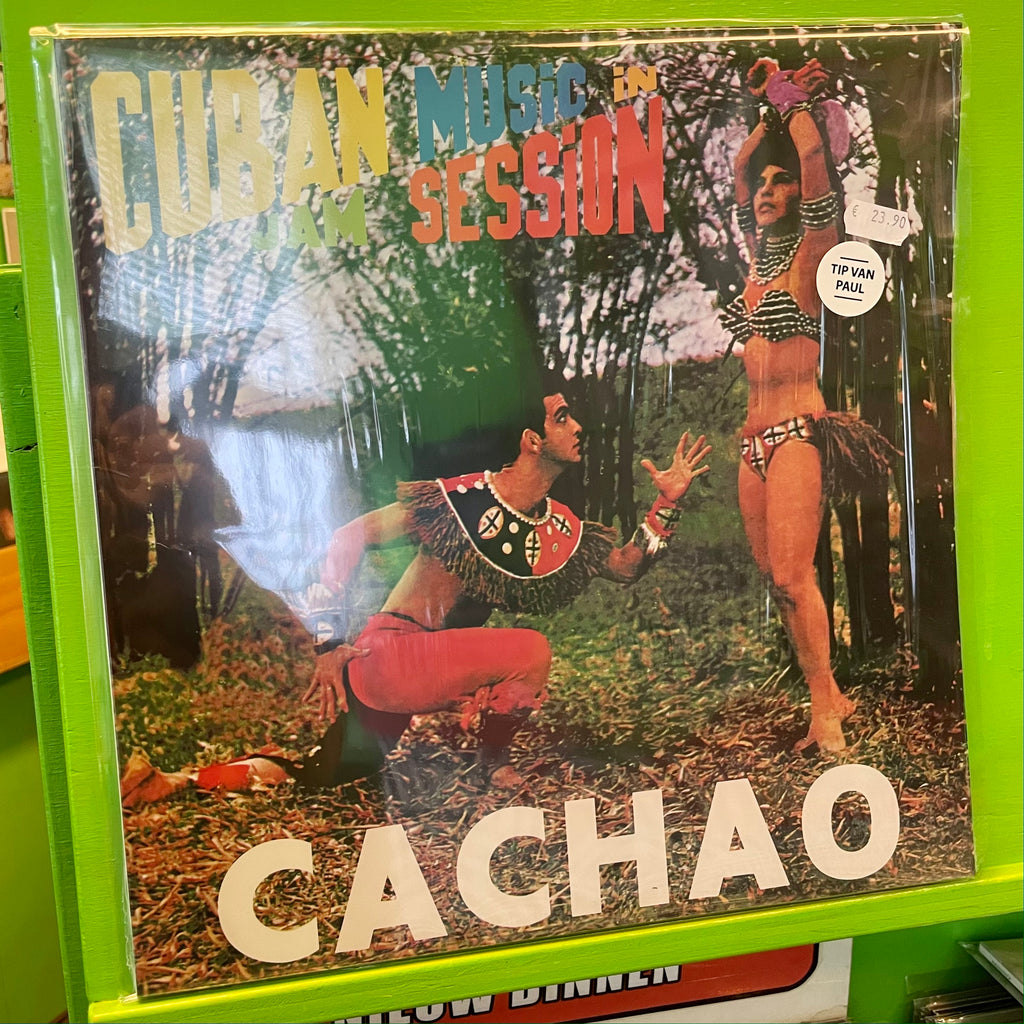 CUBAN MUSiC iN
JAM SESSiON
€ 23,90
TIP VAN
PAUL
CACHAO
NIEUW BINNEN